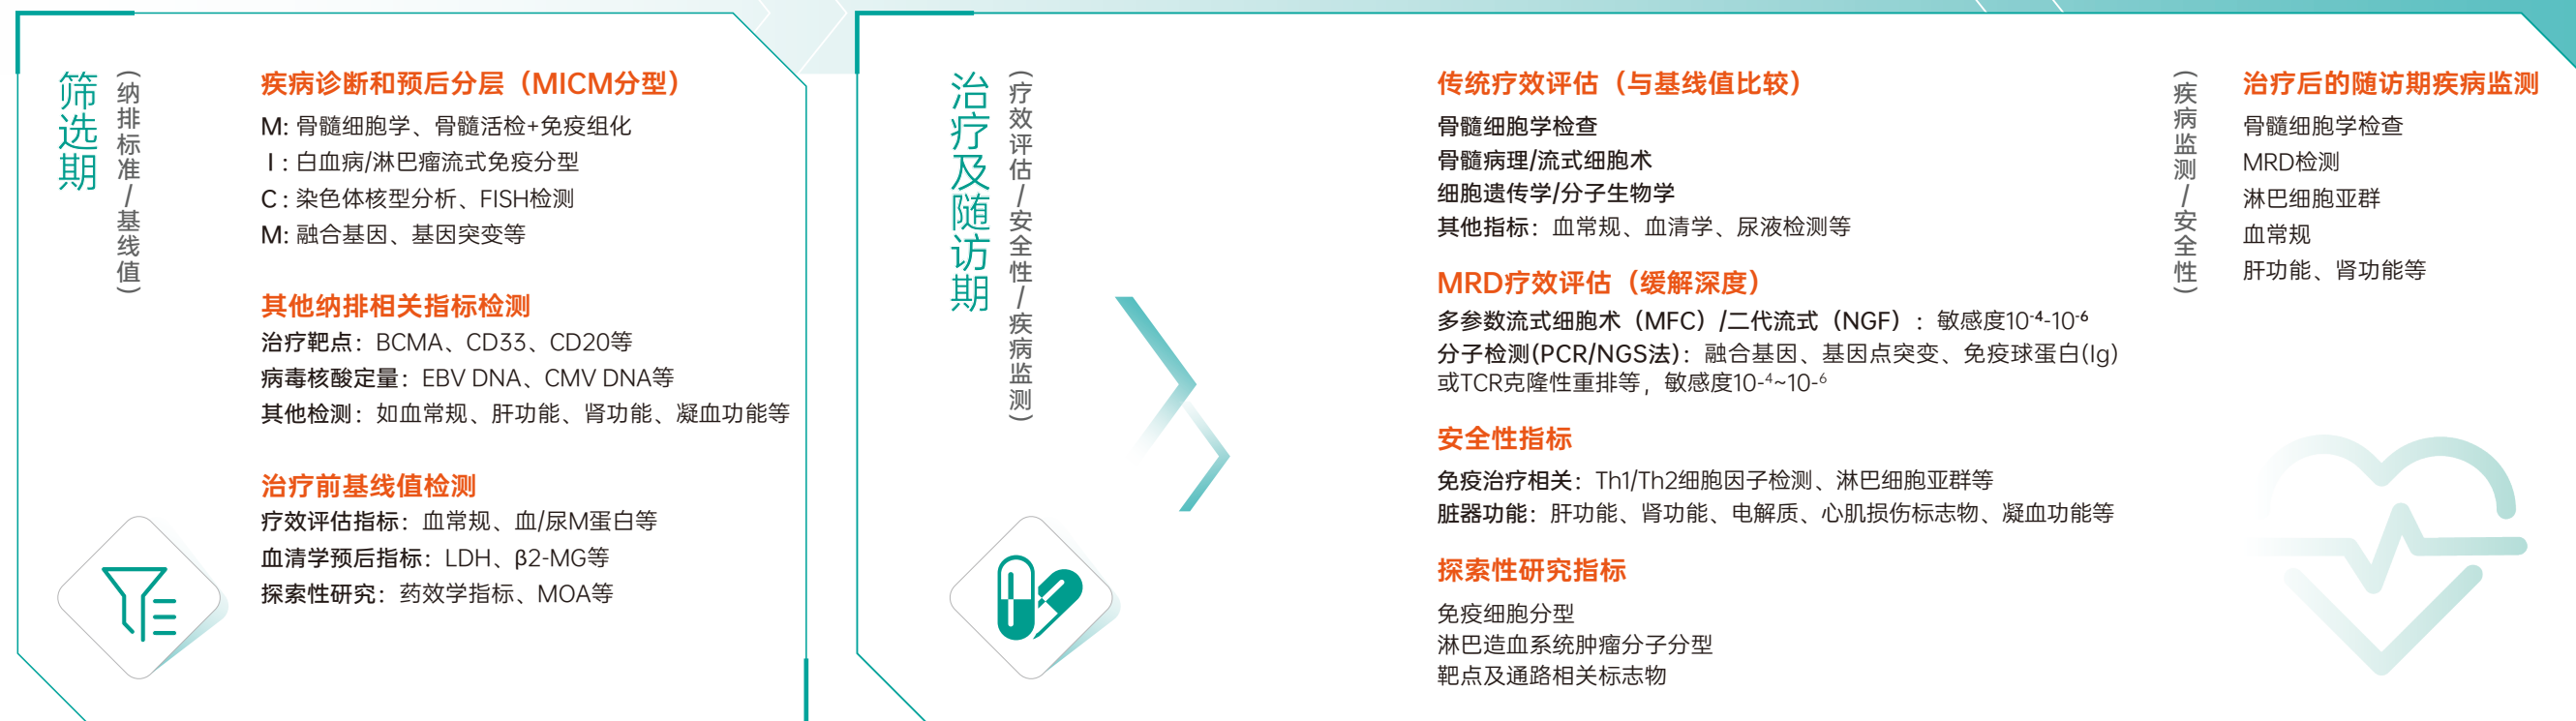 筛选期
(纳排标准/基线值)
疾病诊断和预后分层（MICM分型）
M: 骨髓细胞学、骨髓活检+免疫组化
I : 白血病/淋巴瘤流式免疫分型
C : 染色体核型分析、FISH检测
M: 融合基因、基因突变等
其他纳排相关指标检测
治疗靶点：BCMA、CD33、CD20等
病毒核酸定量：EBV DNA、CMV DNA等
其他检测：如血常规、肝功能、肾功能、凝血功能等
治疗前基线值检测
疗效评估指标：血常规、血/尿M蛋白等
血清学预后指标：LDH、β2-MG等
探索性研究：药效学指标、MOA等
治疗及随访期
(疗效评估/安全性/疾病监测)
传统疗效评估（与基线值比较）
骨髓细胞学检查
骨髓病理/流式细胞术
细胞遗传学/分子生物学
其他指标：血常规、血清学、尿液检测等
MRD疗效评估（缓解深度）
多参数流式细胞术（MFC）/二代流式（NGF）：敏感度10⁻⁴-10⁻⁶
分子检测(PCR/NGS法)：融合基因、基因点突变、免疫球蛋白(Ig)
或TCR克隆性重排等，敏感度10-⁴~10-⁶
安全性指标
免疫治疗相关：Th1/Th2细胞因子检测、淋巴细胞亚群等
脏器功能：肝功能、肾功能、电解质、心肌损伤标志物、凝血功能等
探索性研究指标
免疫细胞分型
淋巴造血系统肿瘤分子分型
靶点及通路相关标志物
(疾病监测/安全性)
治疗后的随访期疾病监测
骨髓细胞学检查
MRD检测
淋巴细胞亚群
血常规
肝功能、肾功能等